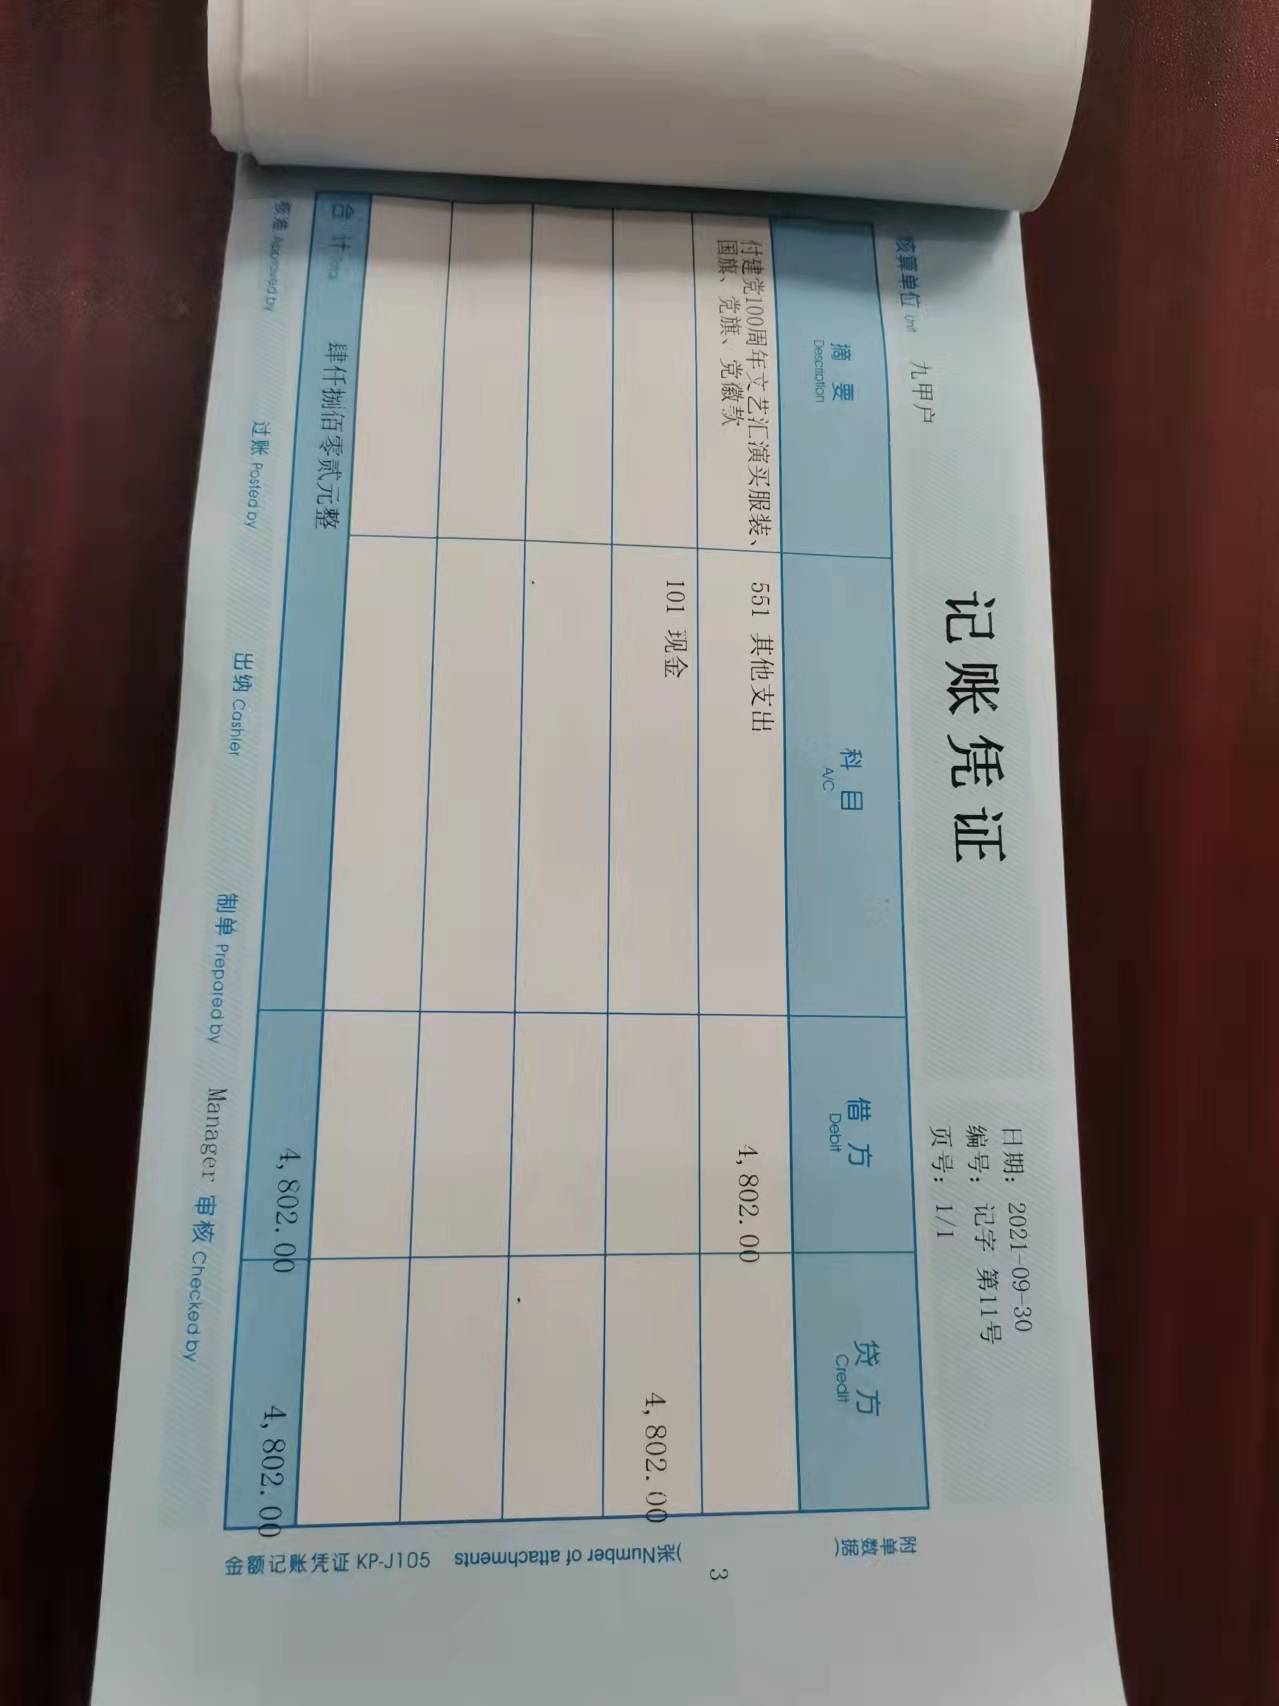 记账凭证
日期：2021-09-30
编号：记字 第11号
页号：1/1
核算单位 Unit 九甲户
摘要 科目 借方 贷方
Description A/C Debit Credit
付建党100周年文艺汇演买服装、 551 其他支出 4,802.00
国旗、党旗、党徽款
101 现金 4,802.00
合计 Total 肆仟捌佰零贰元整 4,802.00 4,802.00
核准 Approved by 过账 Posted by 出纳 Cashier 制单 Prepared by Manager 审核 Checked by
附单
数据
(
3
张Number of attachments)
金额记账凭证 KP-J105